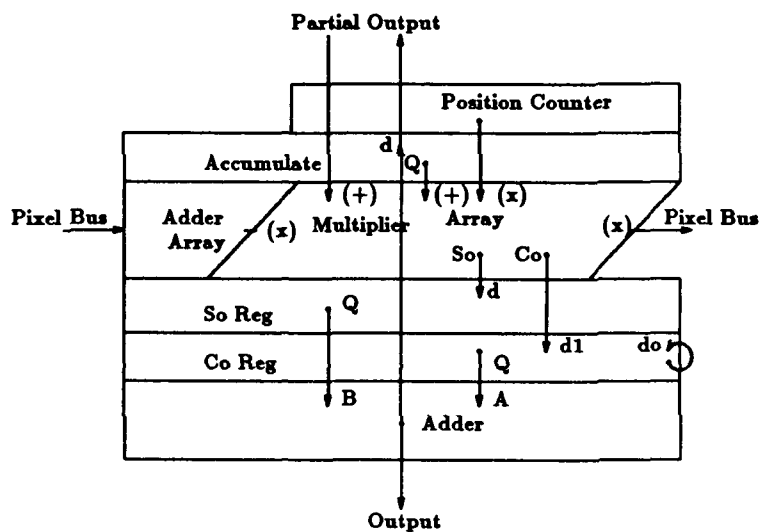 Partial Output
Position Counter
d
Accumulate
Q
(+)
(+)
(x)
Pixel Bus
Adder
Array
(x)
Multiplier
Array
(x)
Pixel Bus
So
Co
d
Q
So Reg
d1
do
Co Reg
Q
B
A
Adder
Output